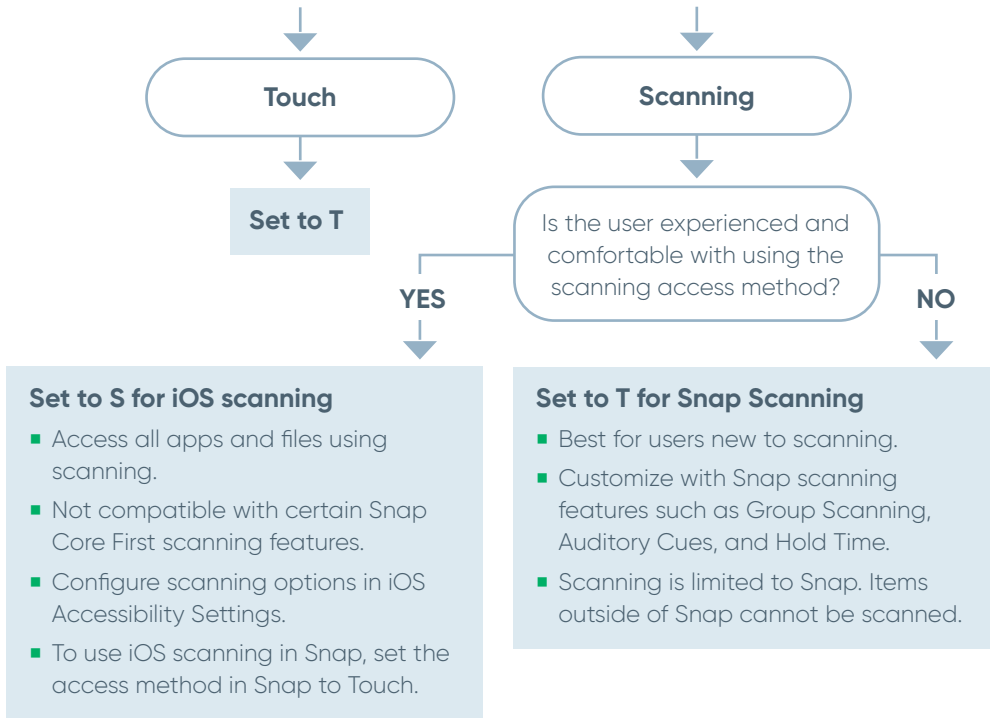 Touch
Set to T
Scanning
Is the user experienced and
comfortable with using the
scanning access method?
YES
NO
Set to S for iOS scanning
▪ Access all apps and files using
scanning.
▪ Not compatible with certain Snap
Core First scanning features.
▪ Configure scanning options in iOS
Accessibility Settings.
▪ To use iOS scanning in Snap, set the
access method in Snap to Touch.
Set to T for Snap Scanning
▪ Best for users new to scanning.
▪ Customize with Snap scanning
features such as Group Scanning,
Auditory Cues, and Hold Time.
▪ Scanning is limited to Snap. Items
outside of Snap cannot be scanned.